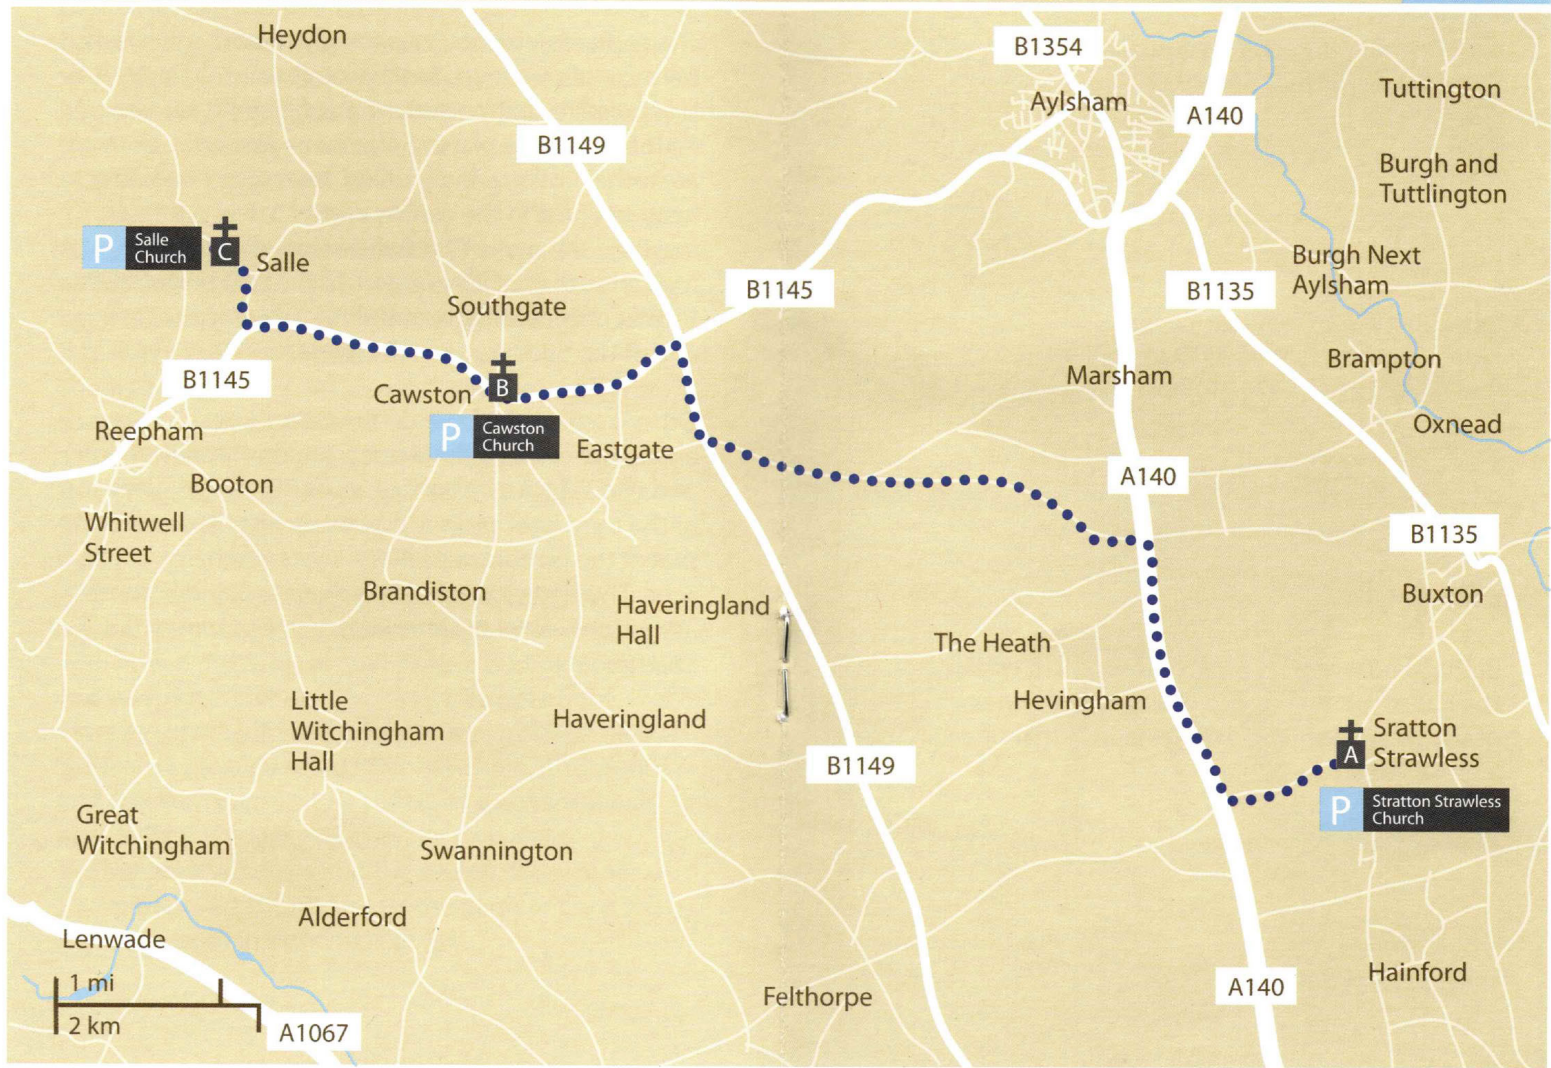 Heydon
B1354
Aylsham
A140
Tuttington
B1149
Burgh and
Tuttlington
P
Salle
Church
C
Salle
Burgh Next
Aylsham
B1145
B1135
Southgate
Brampton
Marsham
B1145
B
Cawston
Reepham
P
Cawston
Church
Eastgate
Oxnead
A140
Booton
Whitwell
Street
B1135
Brandiston
Haveringland
Hall
Buxton
The Heath
Hevingham
Little
Witchingham
Hall
Haveringland
Sratton
Strawless
A
B1149
P
Stratton Strawless
Church
Great
Witchingham
Swannington
Alderford
Lenwade
1 mi
2 km
A1067
Felthorpe
A140
Hainford